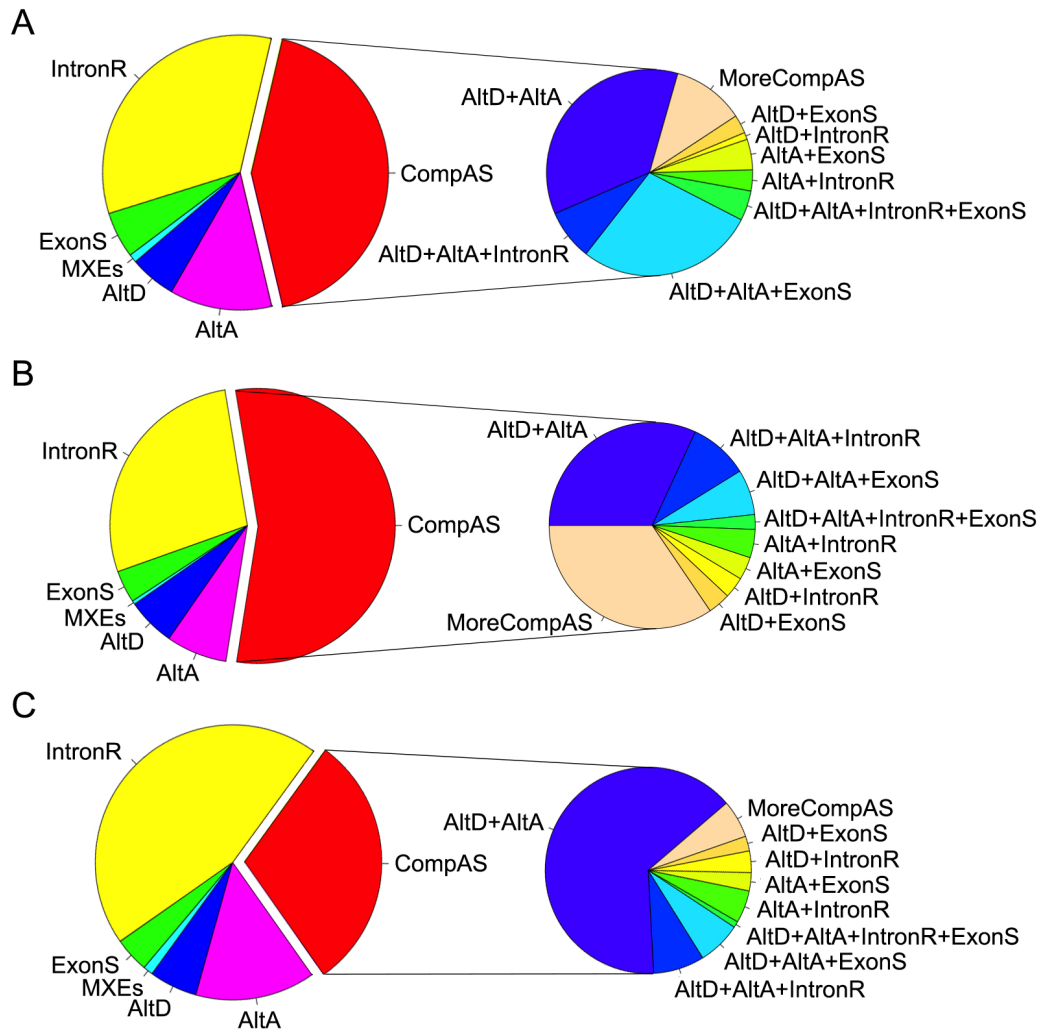 A
IntronR
ExonS
MXEs
AltD
AltA
CompAS
AltD+AltA
MoreCompAS
AltD+ExonS
AltD+IntronR
AltA+ExonS
AltA+IntronR
AltD+AltA+IntronR+ExonS
AltD+AltA+IntronR
AltD+AltA+ExonS
B
IntronR
ExonS
MXEs
AltD
AltA
CompAS
AltD+AltA
AltD+AltA+IntronR
AltD+AltA+ExonS
AltD+AltA+IntronR+ExonS
AltA+IntronR
AltA+ExonS
AltD+IntronR
AltD+ExonS
MoreCompAS
C
IntronR
ExonS
MXEs
AltD
AltA
CompAS
AltD+AltA
MoreCompAS
AltD+ExonS
AltD+IntronR
AltA+ExonS
AltA+IntronR
AltD+AltA+IntronR+ExonS
AltD+AltA+ExonS
AltD+AltA+IntronR